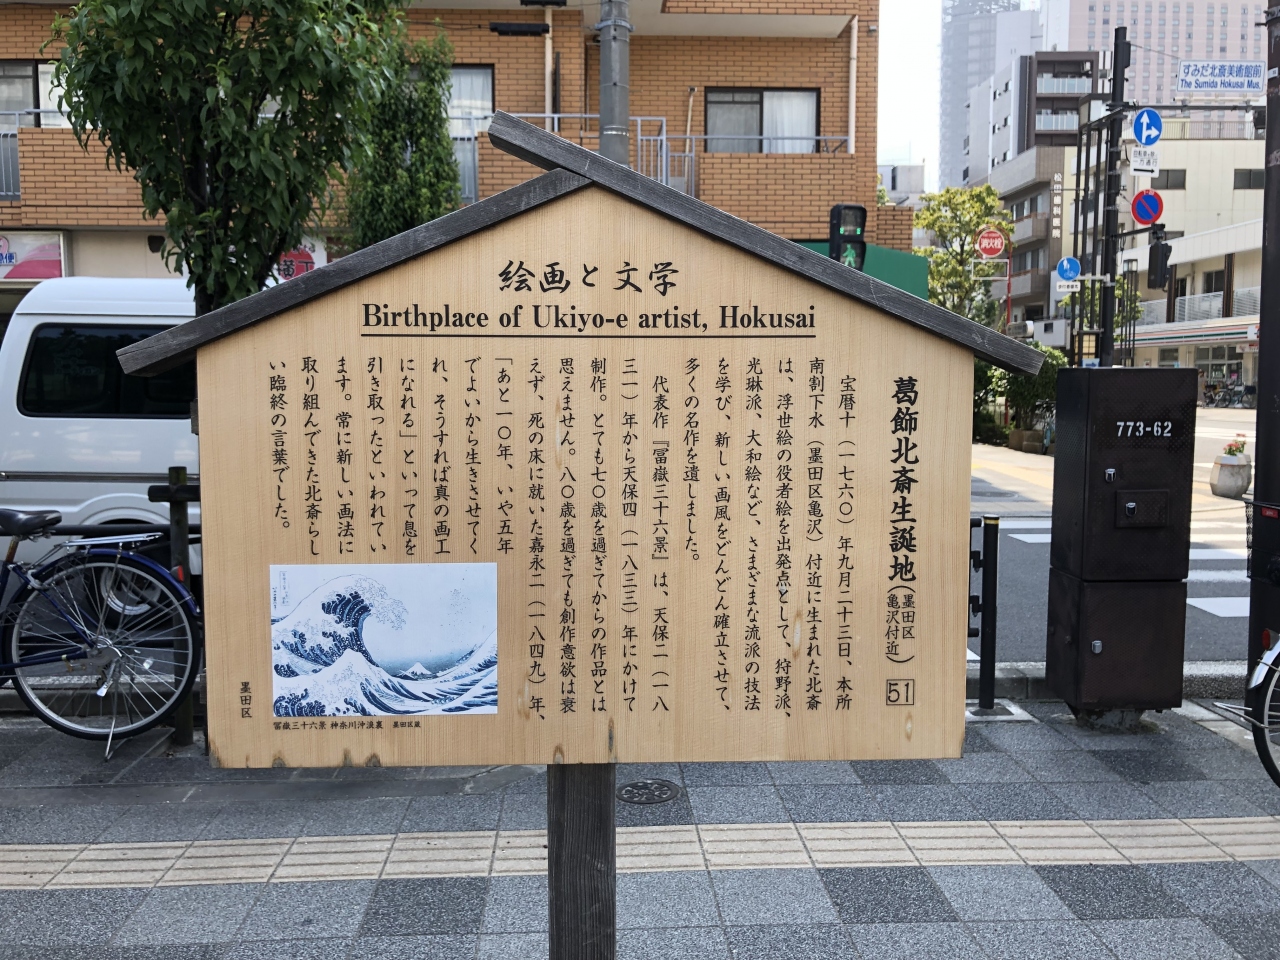 絵画と文学
Birthplace of Ukiyo-e artist, Hokusai
葛飾北斎生誕地(墨田区亀沢付近) 51
宝暦十(一七六〇)年九月二十三日、本所
南割下水(墨田区亀沢)付近に生まれた北斎
は、浮世絵の役者絵を出発点として、狩野派、
光琳派、大和絵など、さまざまな流派の技法
を学び、新しい画風をどんどん確立させて、
多くの名作を遺しました。
代表作『冨嶽三十六景』は、天保二(一八
三一)年から天保四(一八三三)年にかけて
制作。とても七〇歳を過ぎてからの作品とは
思えません。八〇歳を過ぎても創作意欲は衰
えず、死の床に就いた嘉永二(一八四九)年、
「あと一〇年、いや五年
でよいから生きさせてく
れ、そうすれば真の画工
になれる」といって息を
引き取ったといわれてい
ます。常に新しい画法に
取り組んできた北斎らし
い臨終の言葉でした。
冨嶽三十六景 神奈川沖浪裏 墨田区蔵
墨田区
すみだ北斎美術館前
The Sumida Hokusai Mus.
消火栓
773-62